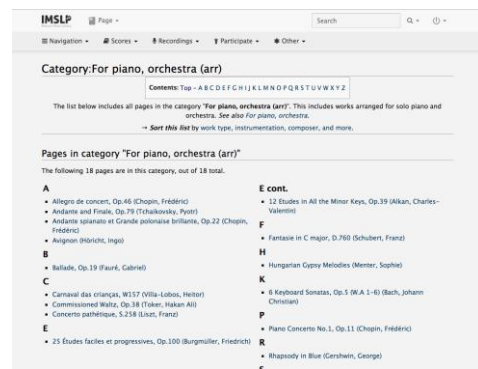 IMSLP
Page
Search
Navigation
Scores
Recordings
Participate
Other
Category:For piano, orchestra (arr)
Contents: Top - A B C D E F G H I J K L M N O P Q R S T U V W X Y Z
The list below includes all pages in the category "For piano, orchestra (arr)". This includes works arranged for solo piano and
orchestra. See also For piano, orchestra.
→ Sort this list by work type, instrumentation, composer, and more.
Pages in category "For piano, orchestra (arr)"
The following 18 pages are in this category, out of 18 total.
A
Allegro de concert, Op.46 (Chopin, Frédéric)
Andante and Finale, Op.79 (Tchaikovsky, Pyotr)
Andante spianato et Grande polonaise brillante, Op.22 (Chopin,
Frédéric)
Avignon (Höricht, Ingo)
B
Ballade, Op.19 (Fauré, Gabriel)
C
Carnaval das crianças, W157 (Villa-Lobos, Heitor)
Commissioned Waltz, Op.38 (Toker, Hakan Ali)
Concerto pathétique, S.258 (Liszt, Franz)
E
25 Études faciles et progressives, Op.100 (Burgmüller, Friedrich)
E cont.
12 Etudes in All the Minor Keys, Op.39 (Alkan, Charles-
Valentin)
F
Fantasie in C major, D.760 (Schubert, Franz)
H
Hungarian Gypsy Melodies (Menter, Sophie)
K
6 Keyboard Sonatas, Op.5 (W.A 1-6) (Bach, Johann
Christian)
P
Piano Concerto No.1, Op.11 (Chopin, Frédéric)
R
Rhapsody in Blue (Gershwin, George)